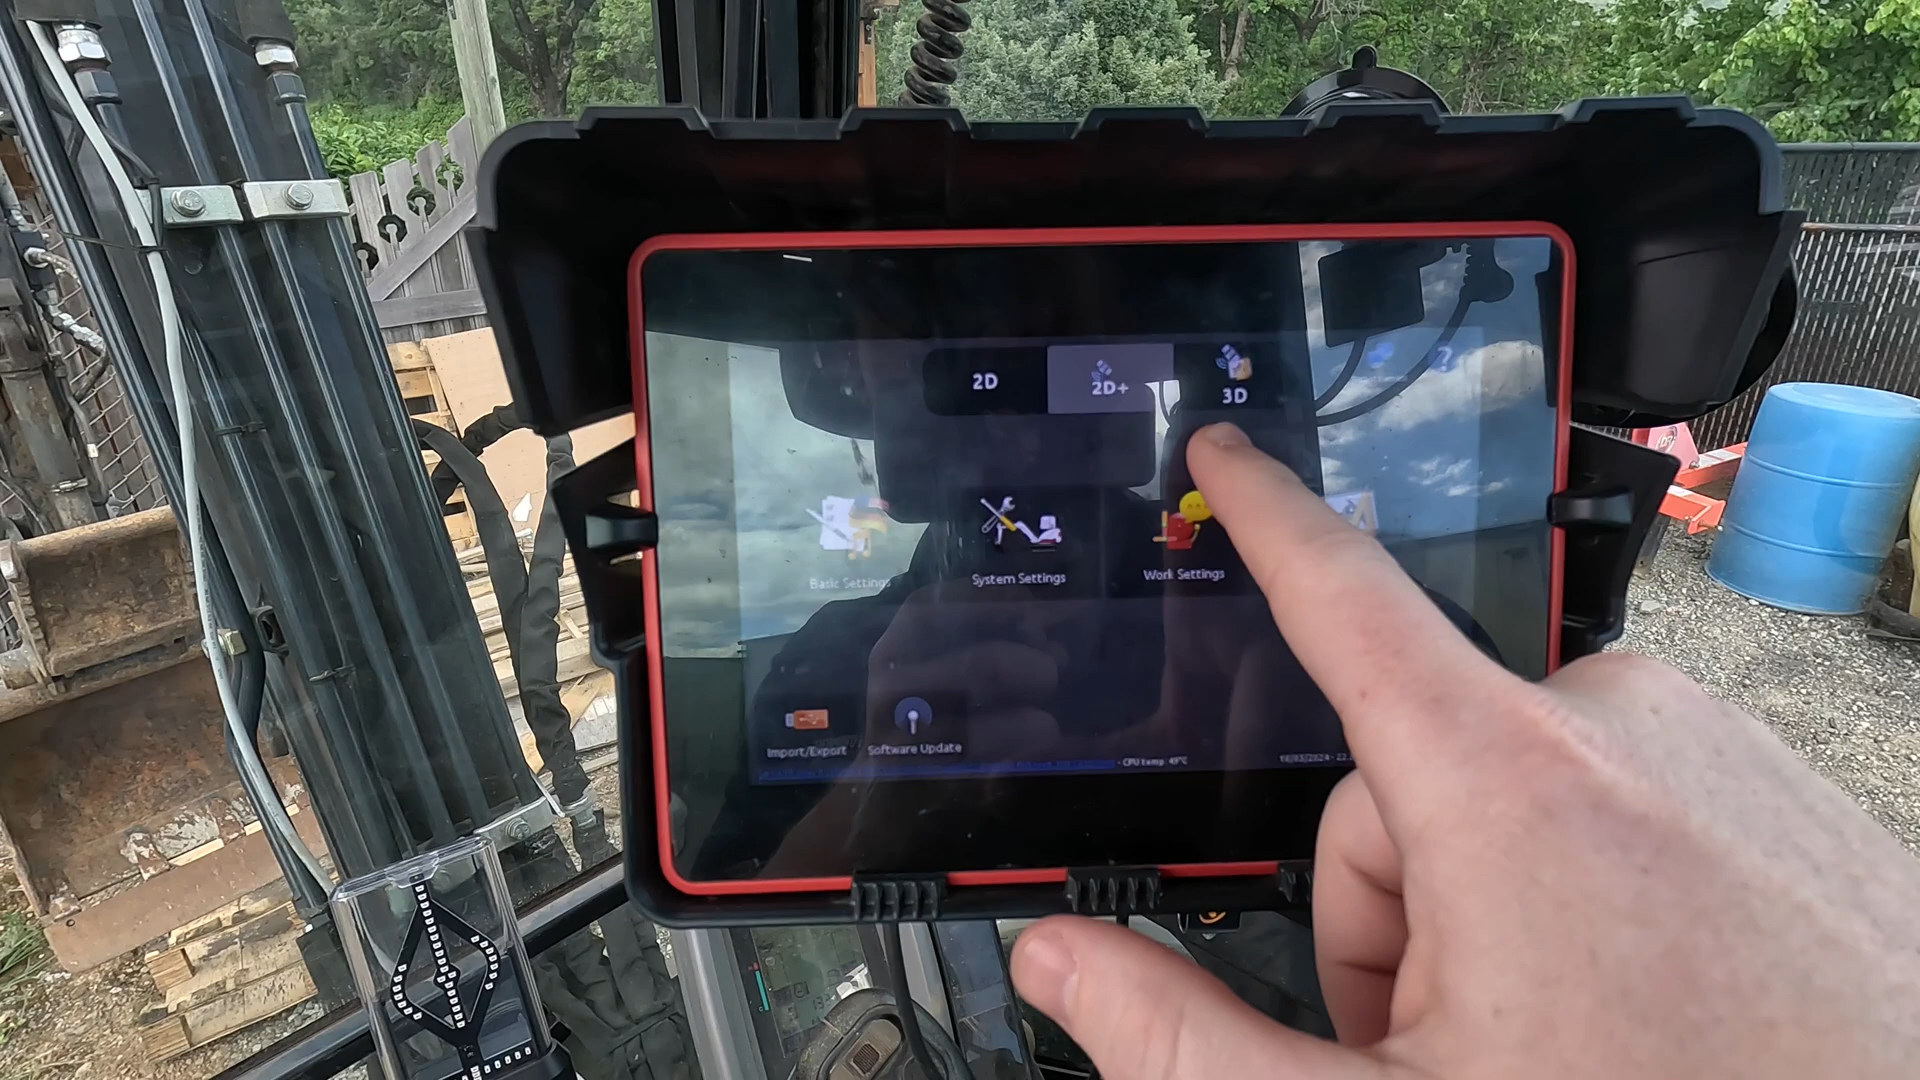 2D
2D+
3D
?
Basic Settings
System Settings
Work Settings
Import/Export
Software Update
- CPU temp 49°C